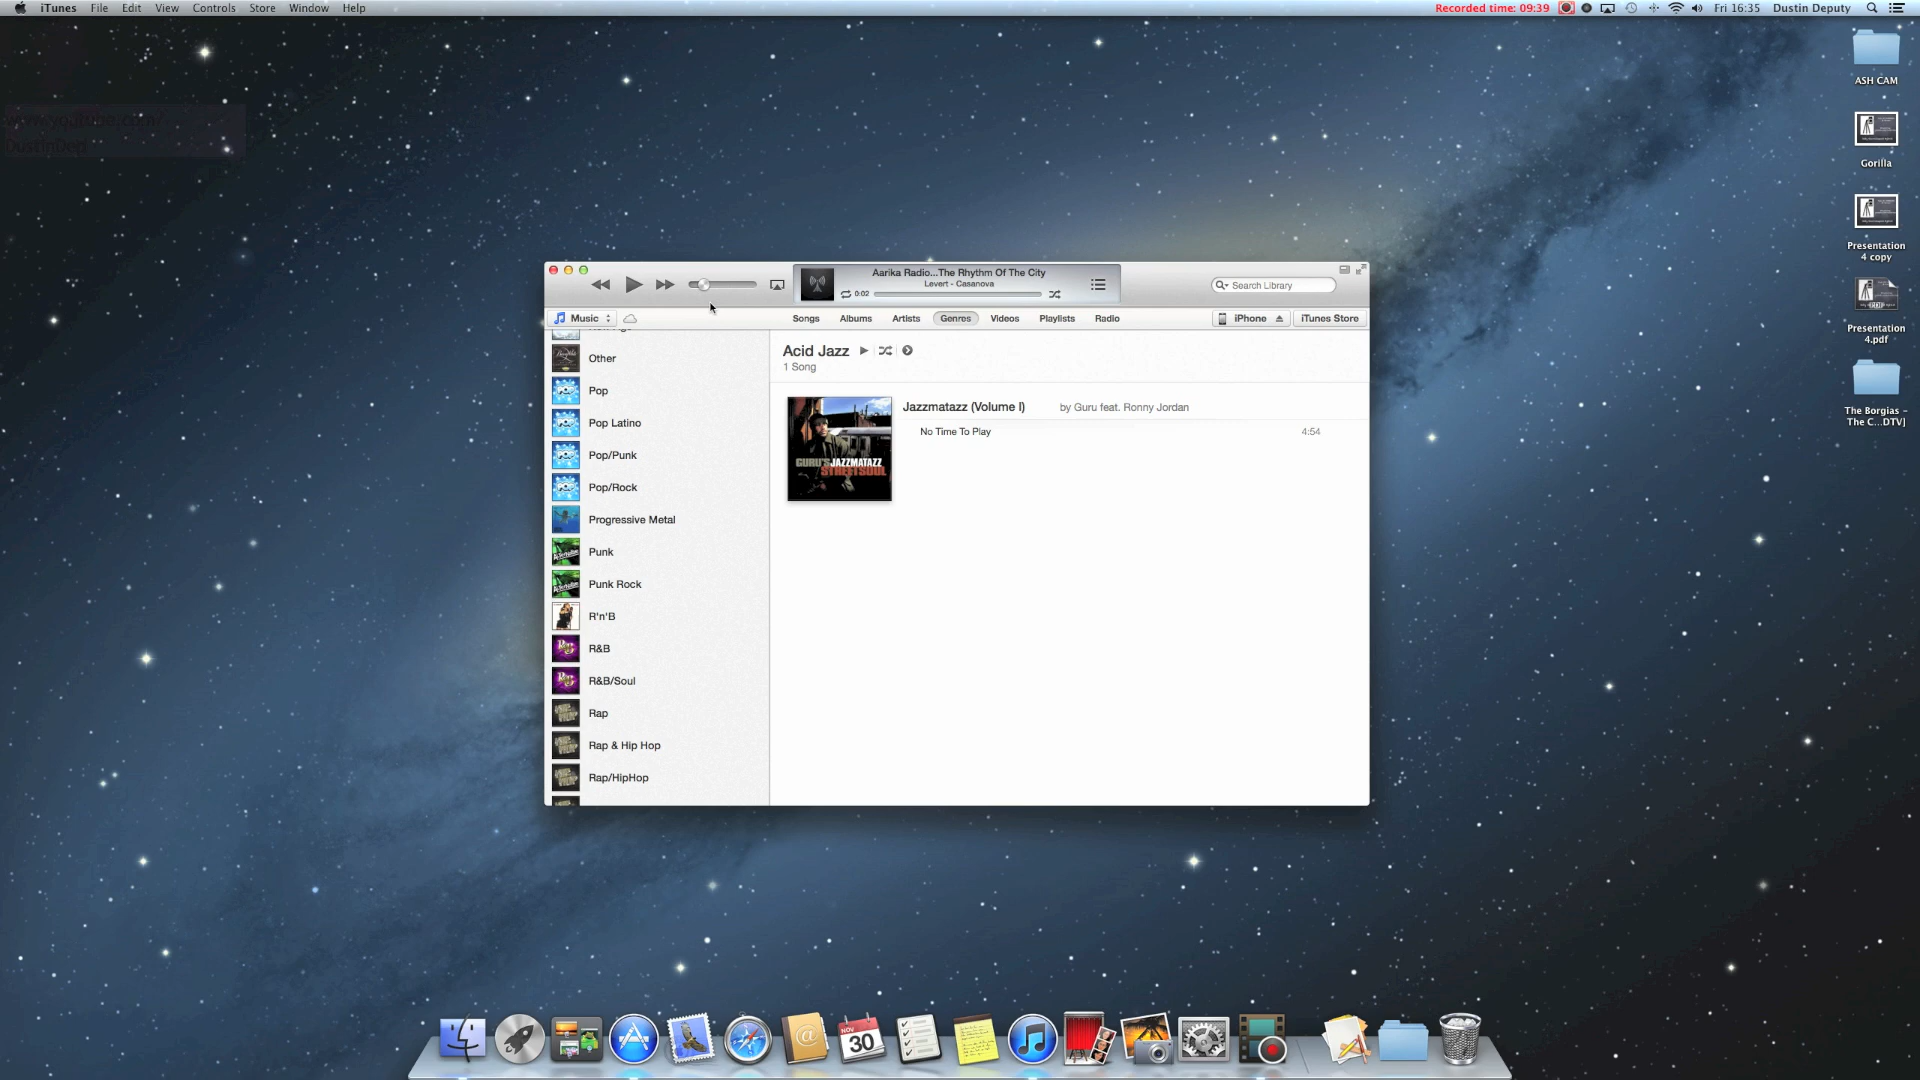 iTunes File Edit View Controls Store Window Help
Recorded time: 09:39 Fri 16:35 Dustin Deputy
www.youtube.com/
DustinDep
ASH CAM
Gorilla
Presentation
4 copy
Presentation
4.pdf
The Borgias –
The C...DTV]
Aarika Radio...The Rhythm Of The City
Levert - Casanova
0:02
Search Library
Music
Songs Albums Artists Genres Videos Playlists Radio
iPhone iTunes Store
Other
Pop
Pop Latino
Pop/Punk
Pop/Rock
Progressive Metal
Punk
Punk Rock
R'n'B
R&B
R&B/Soul
Rap
Rap & Hip Hop
Rap/HipHop
Acid Jazz
1 Song
GURU'S JAZZMATAZZ
STREETSOUL
Jazzmatazz (Volume I) by Guru feat. Ronny Jordan
No Time To Play 4:54
NOV
30